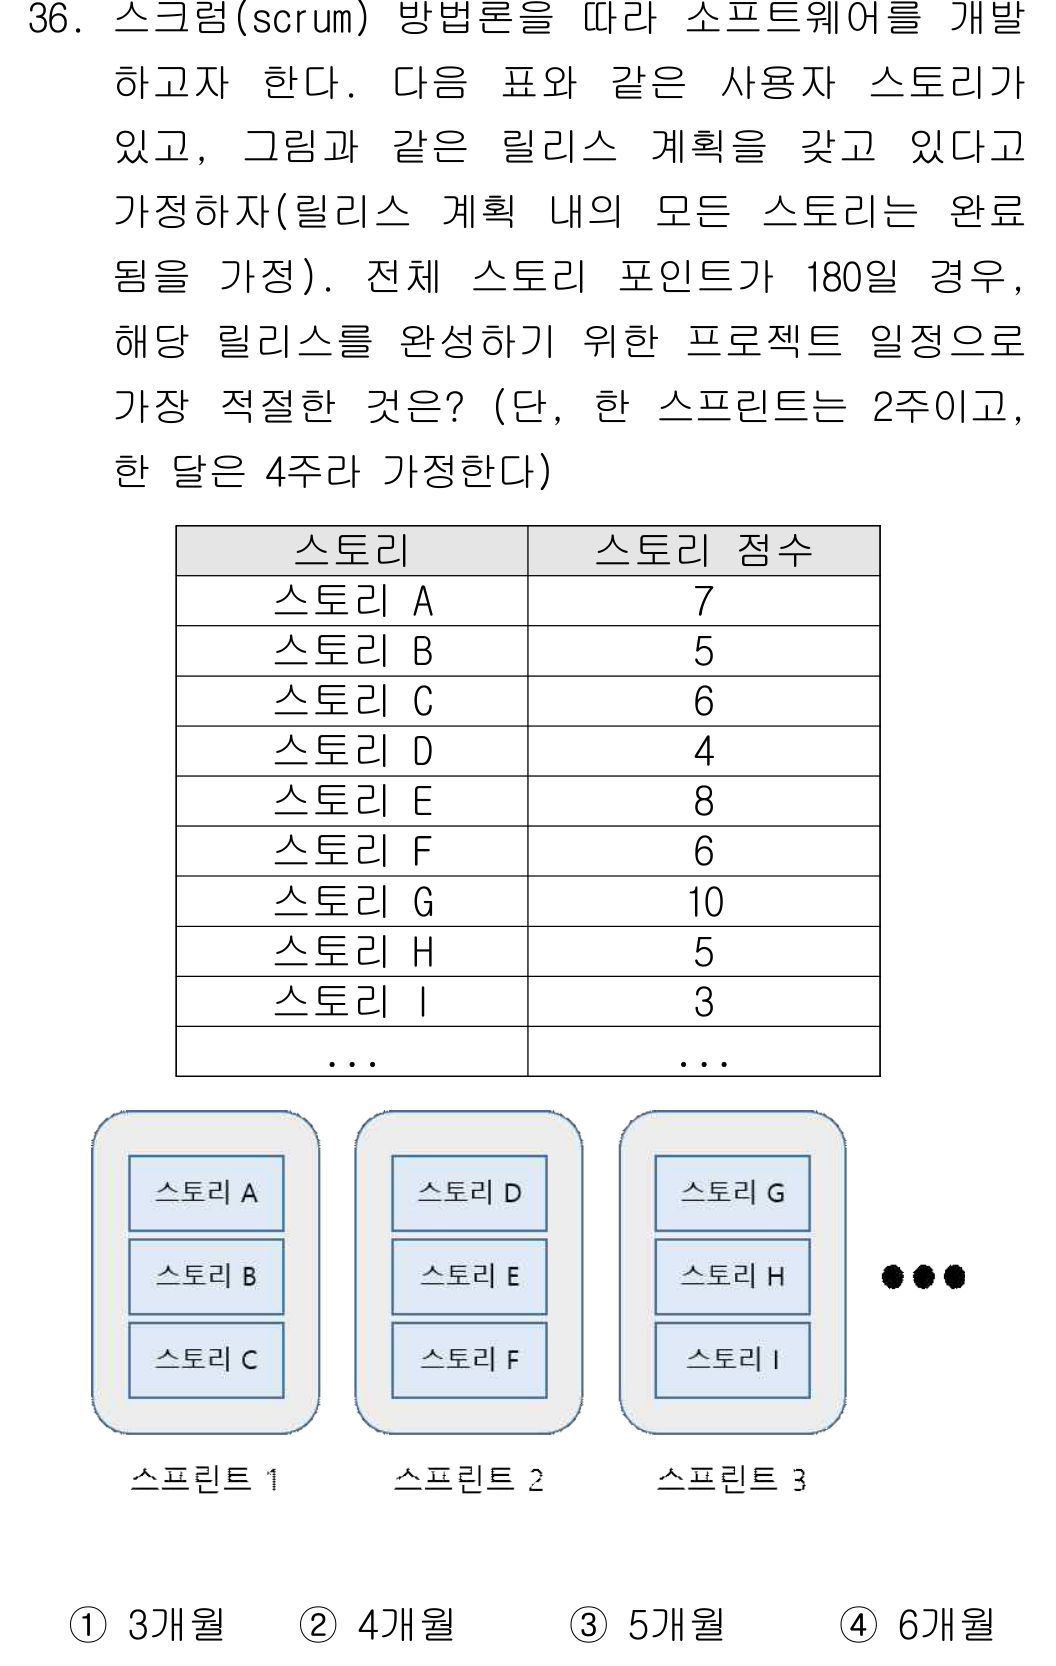 36. 스크럼(scrum) 방법론을 따라 소프트웨어를 개발
하고자 한다. 다음 표와 같은 사용자 스토리가
있고, 그림과 같은 릴리스 계획을 갖고 있다고
가정하자(릴리스 계획 내의 모든 스토리는 완료
됨을 가정). 전체 스토리 포인트가 180일 경우,
해당 릴리스를 완성하기 위한 프로젝트 일정으로
가장 적절한 것은? (단, 한 스프린트는 2주이고,
한 달은 4주라 가정한다)
스토리 스토리 점수
스토리 A 7
스토리 B 5
스토리 C 6
스토리 D 4
스토리 E 8
스토리 F 6
스토리 G 10
스토리 H 5
스토리 I 3
... ...
스토리 A 스토리 D 스토리 G
스토리 B 스토리 E 스토리 H
스토리 C 스토리 F 스토리 I
스프린트 1 스프린트 2 스프린트 3
① 3개월 ② 4개월 ③ 5개월 ④ 6개월